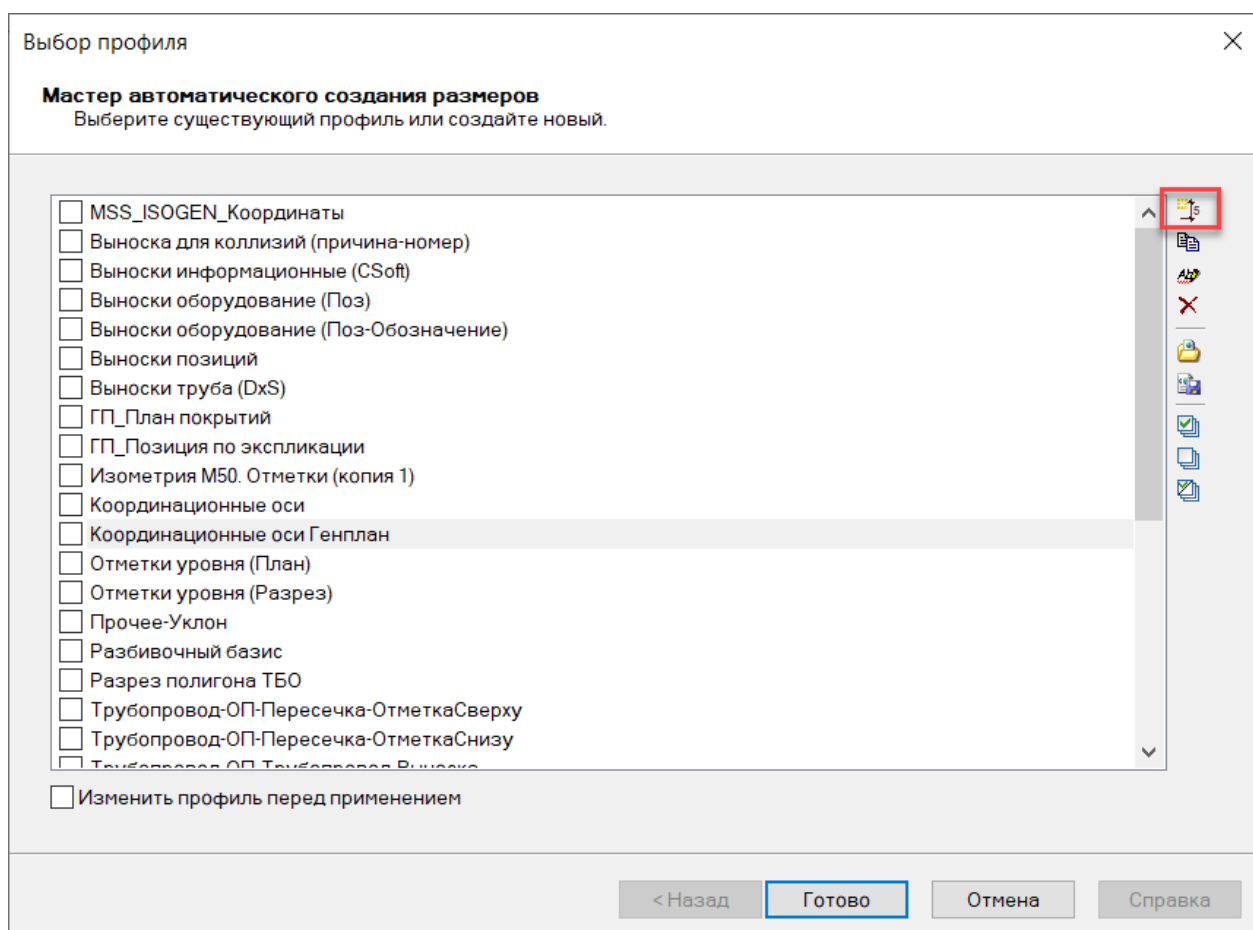 Выбор профиля
Мастер автоматического создания размеров
Выберите существующий профиль или создайте новый.
MSS_ISOGEN_Координаты
Выноска для коллизий (причина-номер)
Выноски информационные (CSoft)
Выноски оборудование (Поз)
Выноски оборудование (Поз-Обозначение)
Выноски позиций
Выноски труба (DxS)
ГП_План покрытий
ГП_Позиция по экспликации
Изометрия М50. Отметки (копия 1)
Координационные оси
Координационные оси Генплан
Отметки уровня (План)
Отметки уровня (Разрез)
Прочее-Уклон
Разбивочный базис
Разрез полигона ТБО
Трубопровод-ОП-Пересечка-ОтметкаСверху
Трубопровод-ОП-Пересечка-ОтметкаСнизу
Трубопровод-ОП-Трубопровод-Выноска
Изменить профиль перед применением
< Назад
Готово
Отмена
Справка